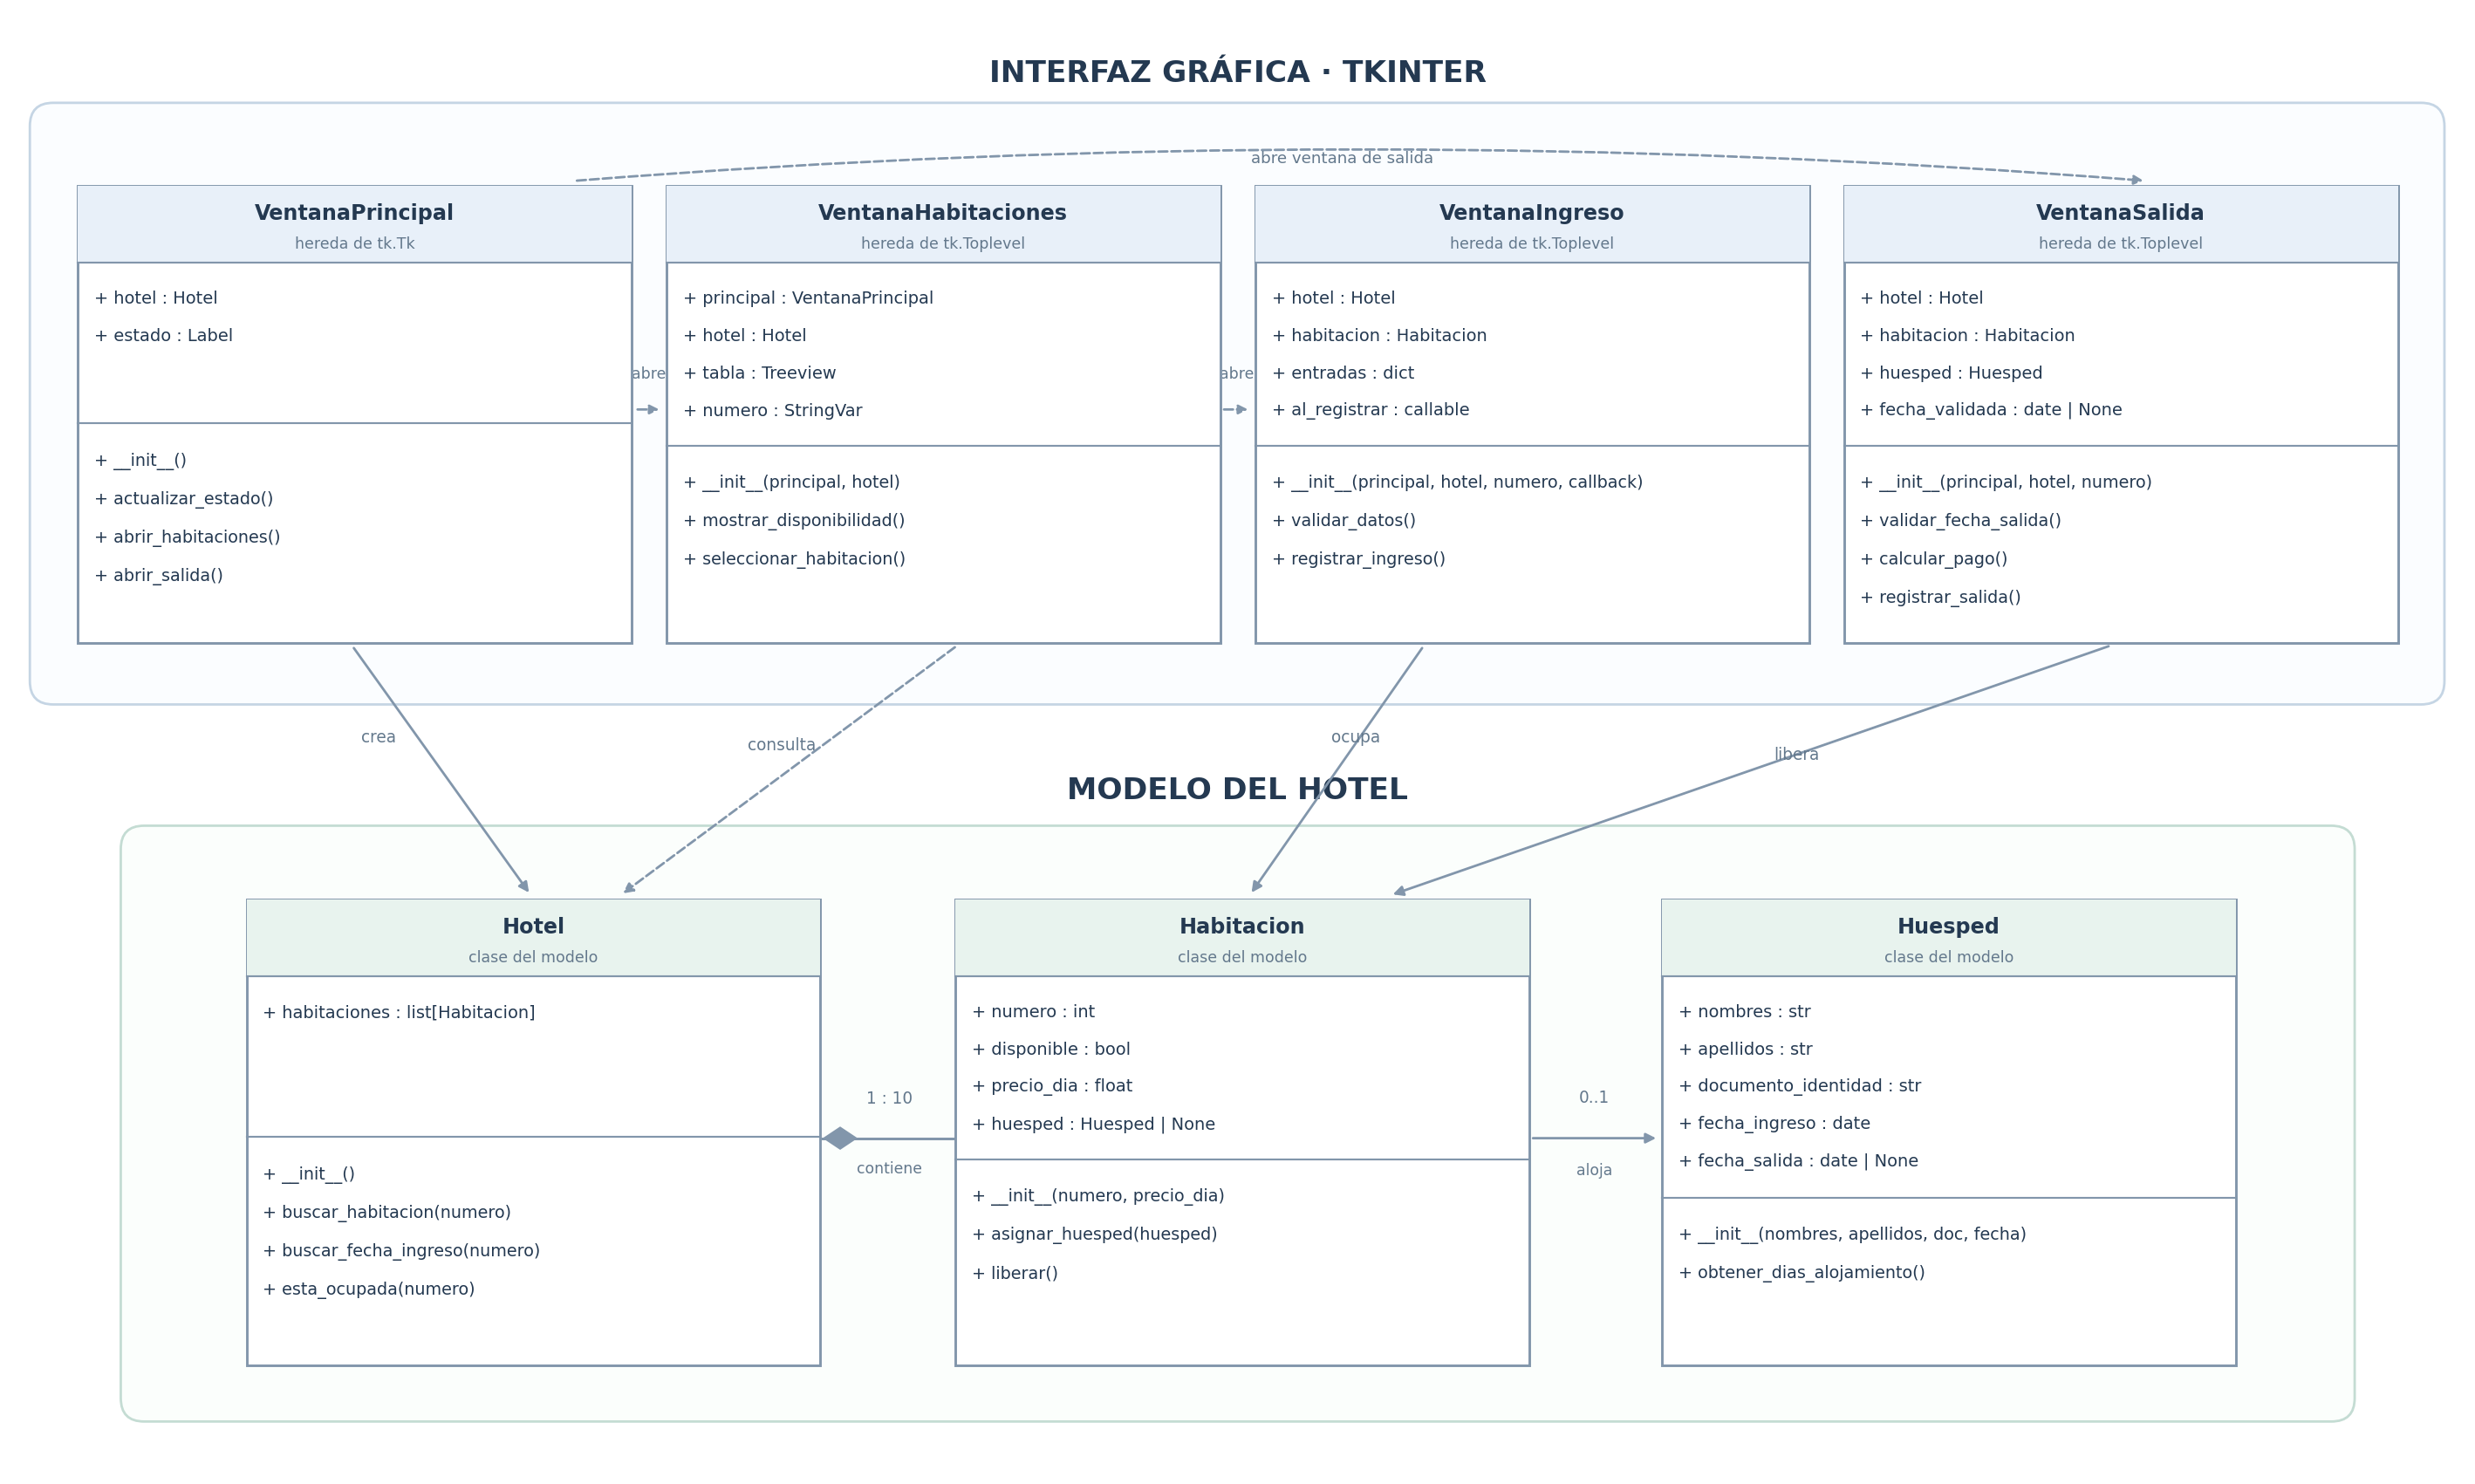 INTERFAZ GRÁFICA · TKINTER
abre ventana de salida
VentanaPrincipal
hereda de tk.Tk
+ hotel : Hotel
+ estado : Label
+ __init__()
+ actualizar_estado()
+ abrir_habitaciones()
+ abrir_salida()
abre
VentanaHabitaciones
hereda de tk.Toplevel
+ principal : VentanaPrincipal
+ hotel : Hotel
+ tabla : Treeview
+ numero : StringVar
+ __init__(principal, hotel)
+ mostrar_disponibilidad()
+ seleccionar_habitacion()
abre
VentanaIngreso
hereda de tk.Toplevel
+ hotel : Hotel
+ habitacion : Habitacion
+ entradas : dict
+ al_registrar : callable
+ __init__(principal, hotel, numero, callback)
+ validar_datos()
+ registrar_ingreso()
VentanaSalida
hereda de tk.Toplevel
+ hotel : Hotel
+ habitacion : Habitacion
+ huesped : Huesped
+ fecha_validada : date | None
+ __init__(principal, hotel, numero)
+ validar_fecha_salida()
+ calcular_pago()
+ registrar_salida()
crea
consulta
ocupa
libera
MODELO DEL HOTEL
Hotel
clase del modelo
+ habitaciones : list[Habitacion]
+ __init__()
+ buscar_habitacion(numero)
+ buscar_fecha_ingreso(numero)
+ esta_ocupada(numero)
1 : 10
contiene
Habitacion
clase del modelo
+ numero : int
+ disponible : bool
+ precio_dia : float
+ huesped : Huesped | None
+ __init__(numero, precio_dia)
+ asignar_huesped(huesped)
+ liberar()
0..1
aloja
Huesped
clase del modelo
+ nombres : str
+ apellidos : str
+ documento_identidad : str
+ fecha_ingreso : date
+ fecha_salida : date | None
+ __init__(nombres, apellidos, doc, fecha)
+ obtener_dias_alojamiento()